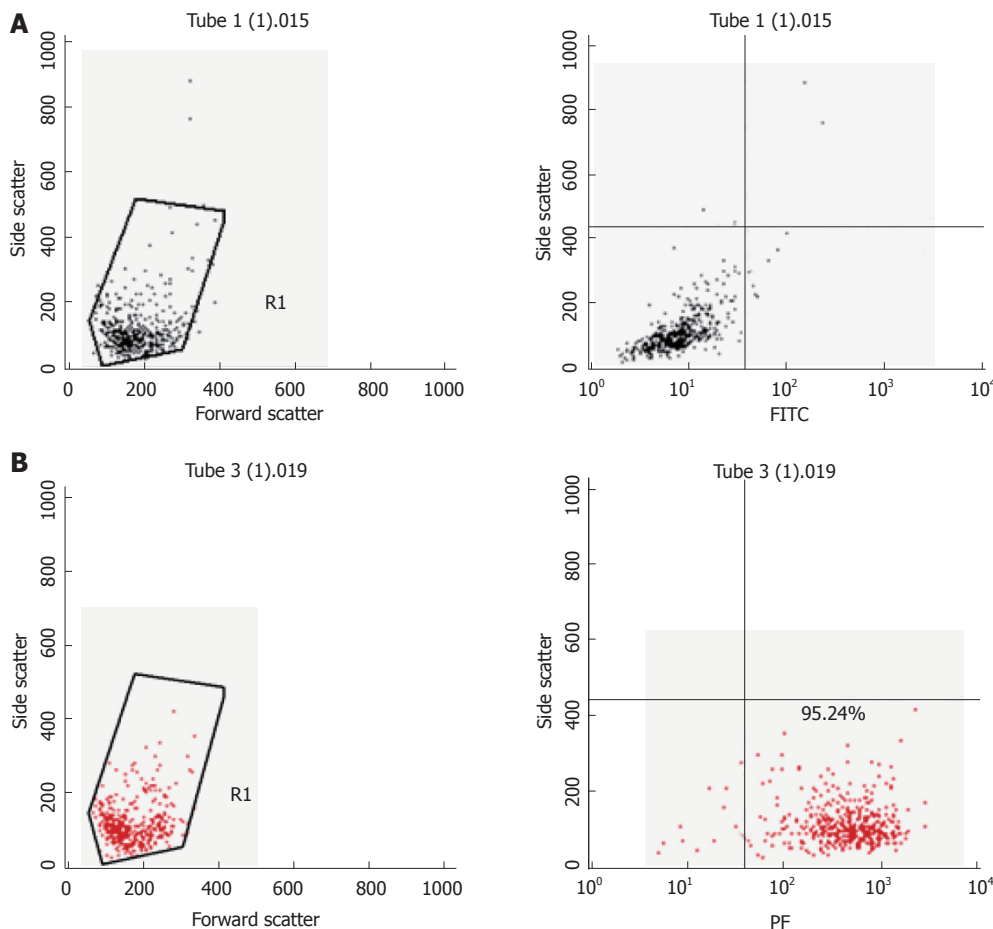 A
Tube 1 (1).015
Side scatter
0 200 400 600 800 1000
R1
0 200 400 600 800 1000
Forward scatter
Tube 1 (1).015
Side scatter
0 200 400 600 800 1000
10⁰ 10¹ 10² 10³ 10⁴
FITC
B
Tube 3 (1).019
Side scatter
0 200 400 600 800 1000
R1
0 200 400 600 800 1000
Forward scatter
Tube 3 (1).019
Side scatter
0 200 400 600 800 1000
95.24%
10⁰ 10¹ 10² 10³ 10⁴
PF